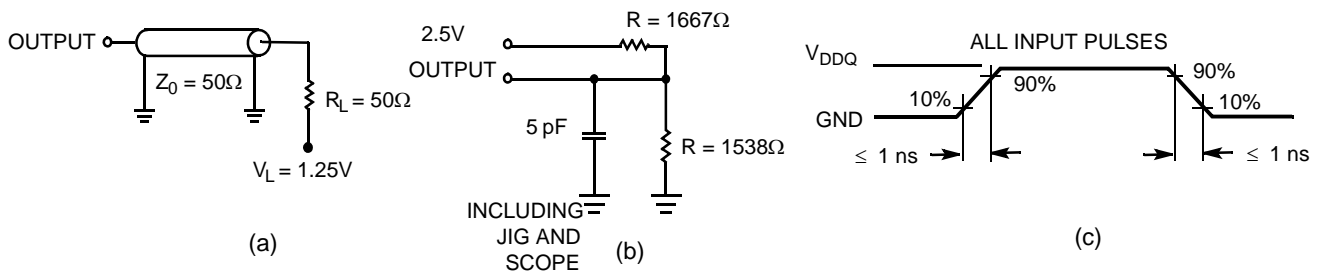 OUTPUT
Z0 = 50Ω
RL = 50Ω
VL = 1.25V
(a)
R = 1667Ω
2.5V
OUTPUT
5 pF
R = 1538Ω
INCLUDING
JIG AND
SCOPE
(b)
ALL INPUT PULSES
VDDQ
90%
90%
10%
10%
GND
≤ 1 ns
≤ 1 ns
(c)